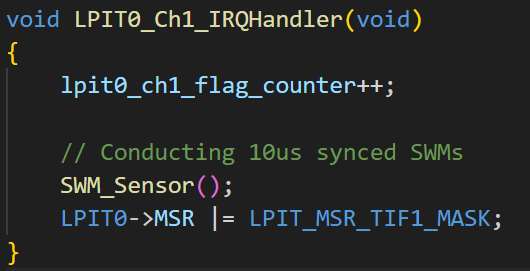 void LPIT0_Ch1_IRQHandler(void)
{
lpit0_ch1_flag_counter++;
// Conducting 10us synced SWMs
SWM_Sensor();
LPIT0->MSR |= LPIT_MSR_TIF1_MASK;
}